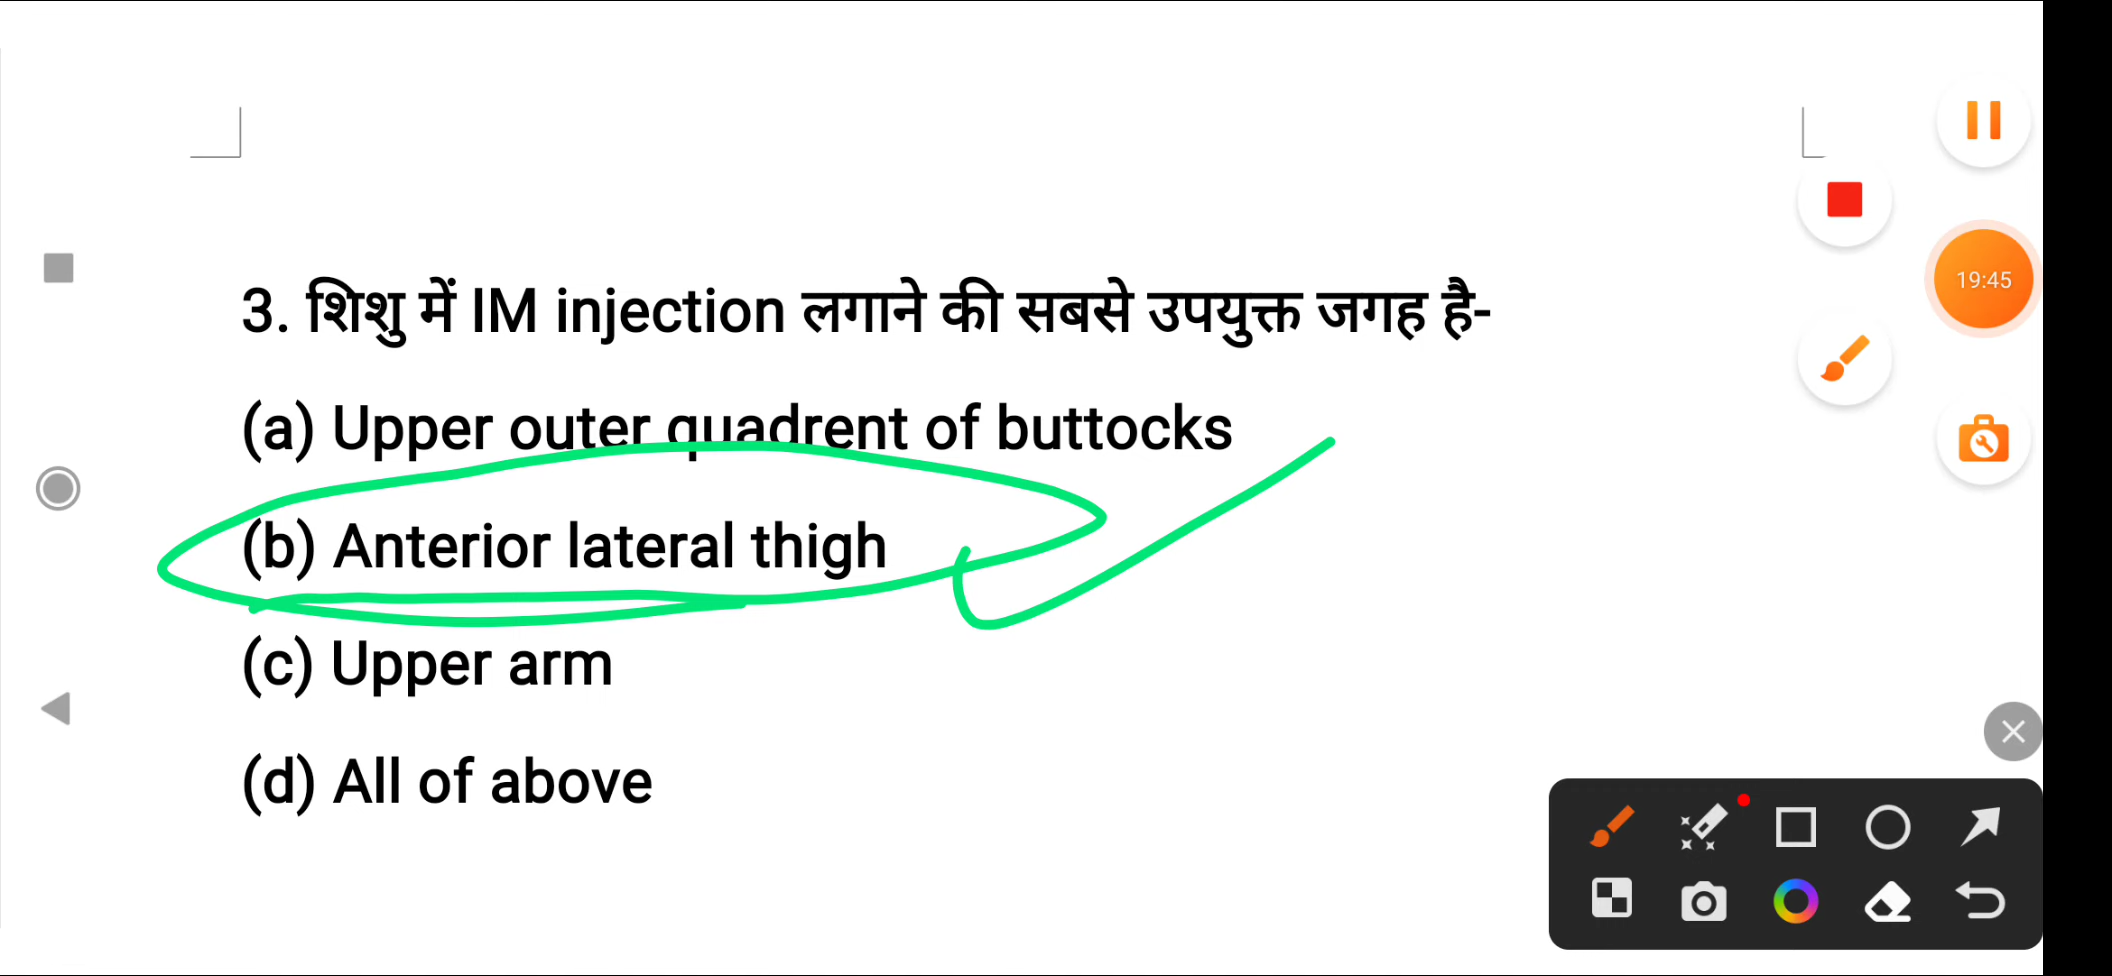 3. शिशु में IM injection लगाने की सबसे उपयुक्त जगह है-
19:45
(a) Upper outer quadrent of buttocks
(b) Anterior lateral thigh
(c) Upper arm
(d) All of above